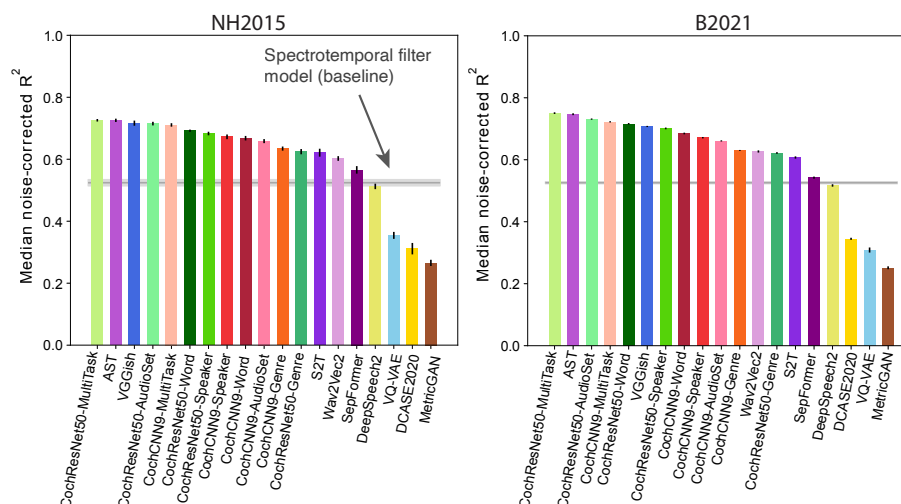 NH2015
Median noise-corrected R²
1.0
0.8
0.6
0.4
0.2
0.0
Spectrotemporal filter
model (baseline)
CochResNet50-MultiTask
AST
VGGish
CochResNet50-AudioSet
CochCNN9-MultiTask
CochResNet50-Word
CochResNet50-Speaker
CochCNN9-Speaker
CochCNN9-Word
CochCNN9-AudioSet
CochCNN9-Genre
CochResNet50-Genre
S2T
Wav2Vec2
SepFormer
DeepSpeech2
VQ-VAE
DCASE2020
MetricGAN
B2021
Median noise-corrected R²
1.0
0.8
0.6
0.4
0.2
0.0
CochResNet50-MultiTask
AST
CochResNet50-AudioSet
CochCNN9-MultiTask
CochResNet50-Word
VGGish
CochResNet50-Speaker
CochCNN9-Word
CochCNN9-Speaker
CochCNN9-AudioSet
CochCNN9-Genre
Wav2Vec2
CochResNet50-Genre
S2T
SepFormer
DeepSpeech2
DCASE2020
VQ-VAE
MetricGAN